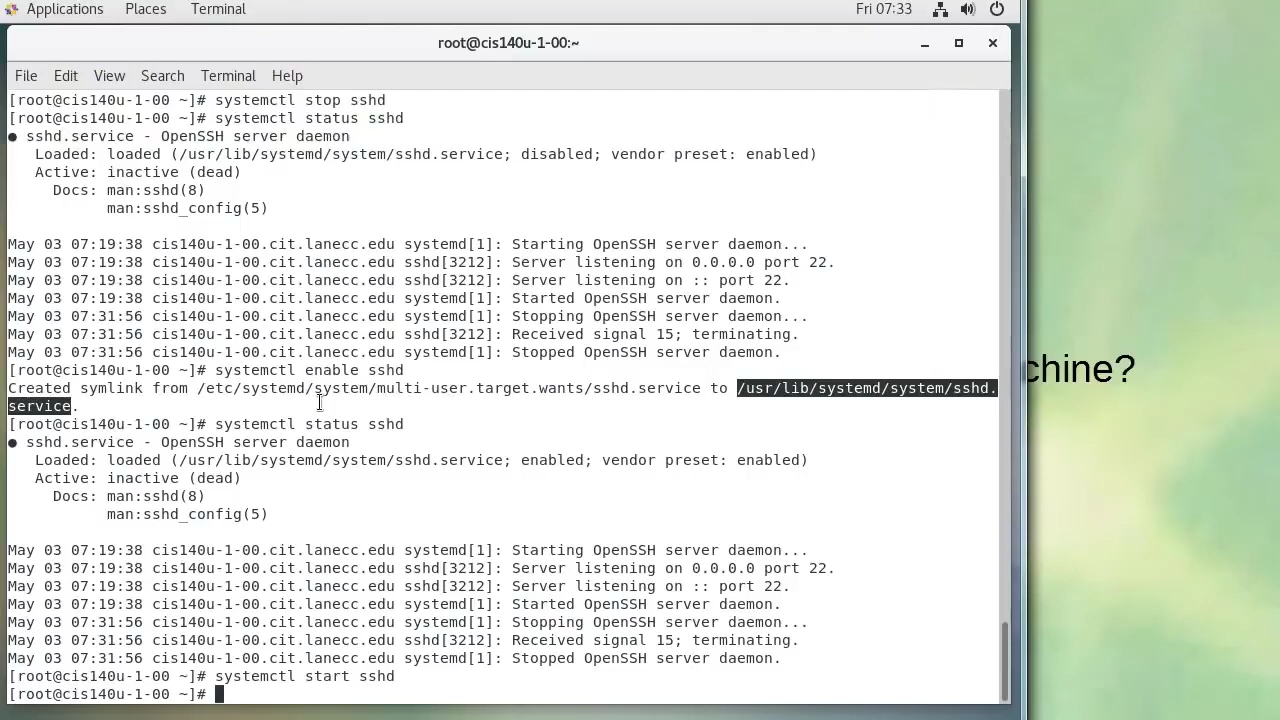 Applications Places Terminal Fri 07:33
root@cis140u-1-00:~
File Edit View Search Terminal Help
[root@cis140u-1-00 ~]# systemctl stop sshd
[root@cis140u-1-00 ~]# systemctl status sshd
● sshd.service - OpenSSH server daemon
Loaded: loaded (/usr/lib/systemd/system/sshd.service; disabled; vendor preset: enabled)
Active: inactive (dead)
Docs: man:sshd(8)
man:sshd_config(5)
May 03 07:19:38 cis140u-1-00.cit.lanecc.edu systemd[1]: Starting OpenSSH server daemon...
May 03 07:19:38 cis140u-1-00.cit.lanecc.edu sshd[3212]: Server listening on 0.0.0.0 port 22.
May 03 07:19:38 cis140u-1-00.cit.lanecc.edu sshd[3212]: Server listening on :: port 22.
May 03 07:19:38 cis140u-1-00.cit.lanecc.edu systemd[1]: Started OpenSSH server daemon.
May 03 07:31:56 cis140u-1-00.cit.lanecc.edu systemd[1]: Stopping OpenSSH server daemon...
May 03 07:31:56 cis140u-1-00.cit.lanecc.edu sshd[3212]: Received signal 15; terminating.
May 03 07:31:56 cis140u-1-00.cit.lanecc.edu systemd[1]: Stopped OpenSSH server daemon.
[root@cis140u-1-00 ~]# systemctl enable sshd
Created symlink from /etc/systemd/system/multi-user.target.wants/sshd.service to /usr/lib/systemd/system/sshd.
service.
[root@cis140u-1-00 ~]# systemctl status sshd
● sshd.service - OpenSSH server daemon
Loaded: loaded (/usr/lib/systemd/system/sshd.service; enabled; vendor preset: enabled)
Active: inactive (dead)
Docs: man:sshd(8)
man:sshd_config(5)
May 03 07:19:38 cis140u-1-00.cit.lanecc.edu systemd[1]: Starting OpenSSH server daemon...
May 03 07:19:38 cis140u-1-00.cit.lanecc.edu sshd[3212]: Server listening on 0.0.0.0 port 22.
May 03 07:19:38 cis140u-1-00.cit.lanecc.edu sshd[3212]: Server listening on :: port 22.
May 03 07:19:38 cis140u-1-00.cit.lanecc.edu systemd[1]: Started OpenSSH server daemon.
May 03 07:31:56 cis140u-1-00.cit.lanecc.edu systemd[1]: Stopping OpenSSH server daemon...
May 03 07:31:56 cis140u-1-00.cit.lanecc.edu sshd[3212]: Received signal 15; terminating.
May 03 07:31:56 cis140u-1-00.cit.lanecc.edu systemd[1]: Stopped OpenSSH server daemon.
[root@cis140u-1-00 ~]# systemctl start sshd
[root@cis140u-1-00 ~]#
chine?